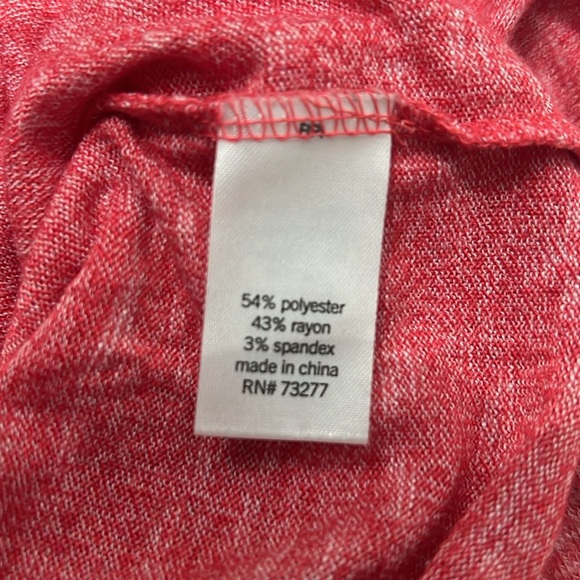 54% polyester
43% rayon
3% spandex
made in china
RN# 73277